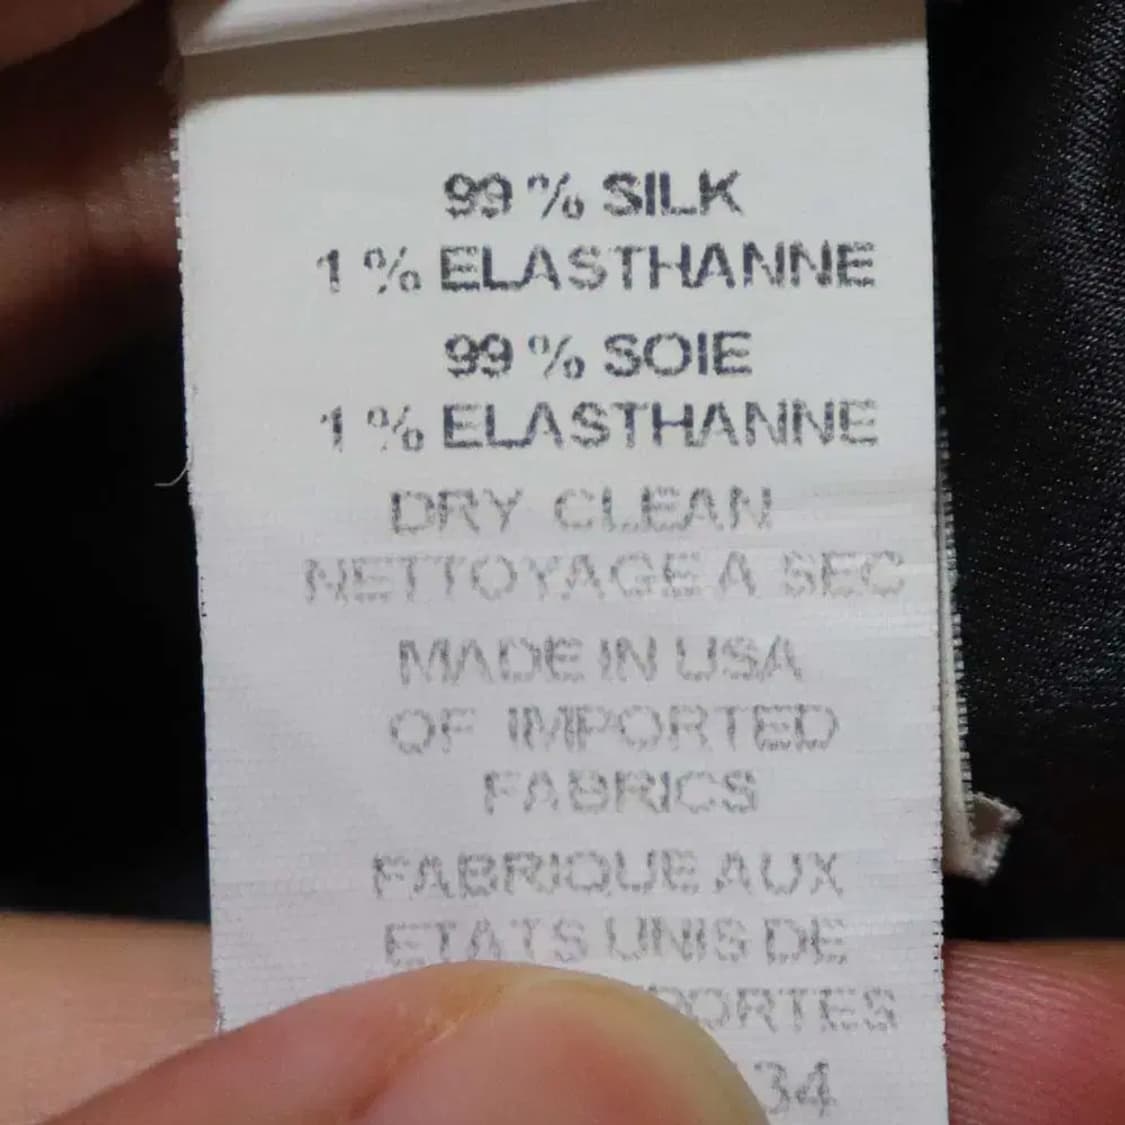 99 % SILK
1 % ELASTHANNE
99 % SOIE
1 % ELASTHANNE
DRY CLEAN
NETTOYAGE A SEC
MADE IN USA
OF IMPORTED
FABRICS
FABRIQUE AUX
ETATS UNIS DE